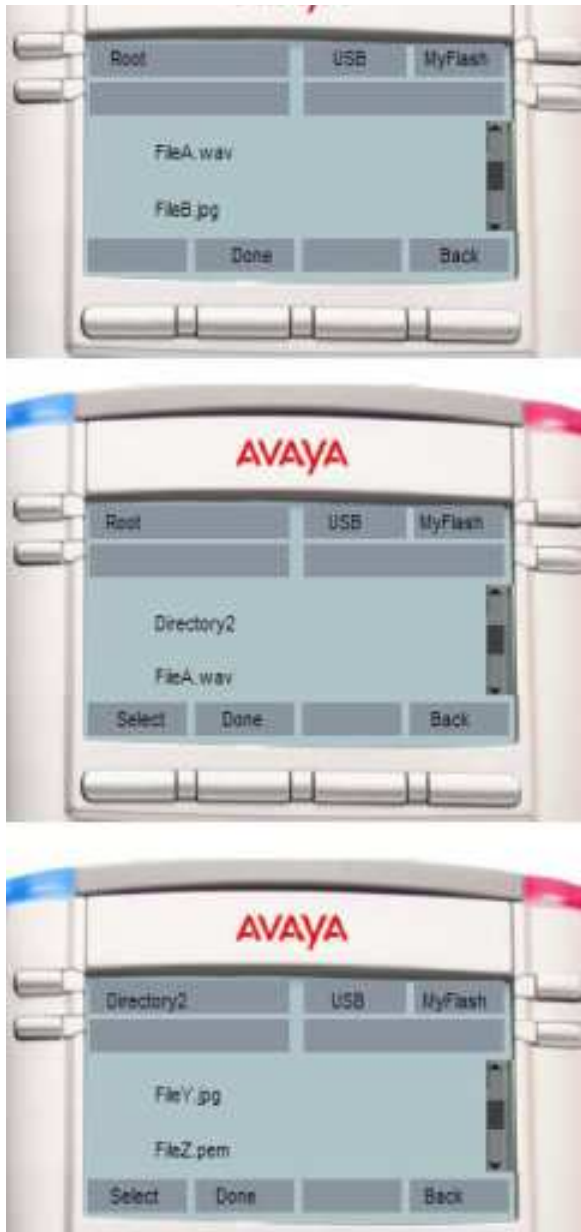 Root USB MyFlash
FileA.wav
FileB.jpg
Done Back
AVAYA
Root USB MyFlash
Directory2
FileA.wav
Select Done Back
AVAYA
Directory2 USB MyFlash
FileY.jpg
FileZ.pem
Select Done Back